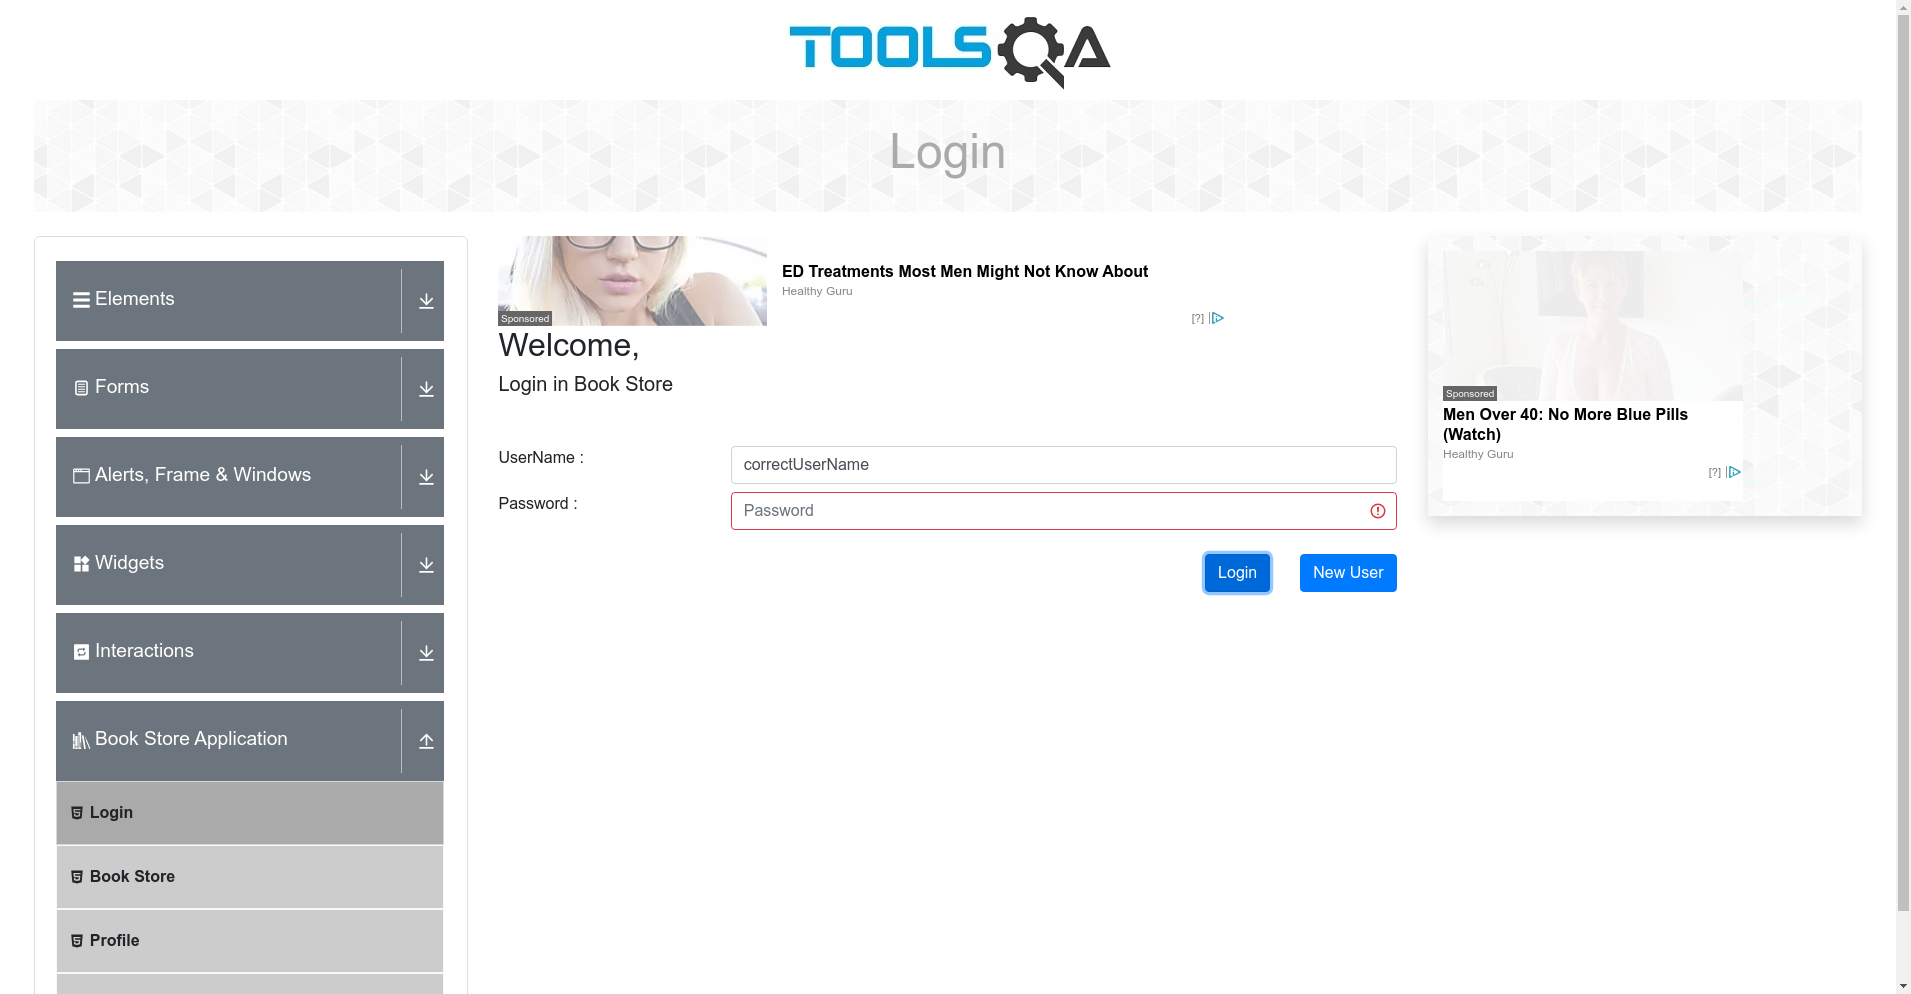 TOOLSQA
Login
Elements
Forms
Alerts, Frame & Windows
Widgets
Interactions
Book Store Application
Login
Book Store
Profile
Sponsored
ED Treatments Most Men Might Not Know About
Healthy Guru
[?]
Welcome,
Login in Book Store
UserName :
correctUserName
Password :
Password
Login
New User
Sponsored
Men Over 40: No More Blue Pills
(Watch)
Healthy Guru
[?]